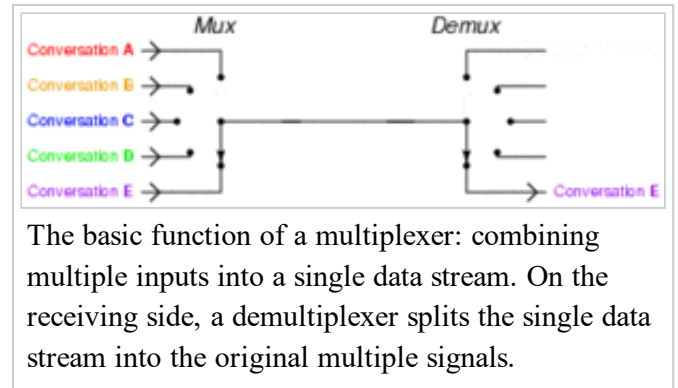 Mux Demux
Conversation A
Conversation B
Conversation C
Conversation D
Conversation E Conversation E
The basic function of a multiplexer: combining
multiple inputs into a single data stream. On the
receiving side, a demultiplexer splits the single data
stream into the original multiple signals.